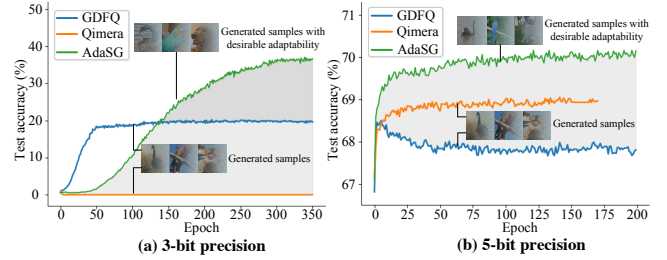 50
40
30
20
10
0
Test accuracy (%)
GDFQ
Qimera
AdaSG
Generated samples with
desirable adaptability
Generated samples
0 50 100 150 200 250 300 350
Epoch
(a) 3-bit precision
71
70
69
68
67
Test accuracy (%)
GDFQ
Qimera
AdaSG
Generated samples with
desirable adaptability
Generated samples
0 25 50 75 100 125 150 175 200
Epoch
(b) 5-bit precision